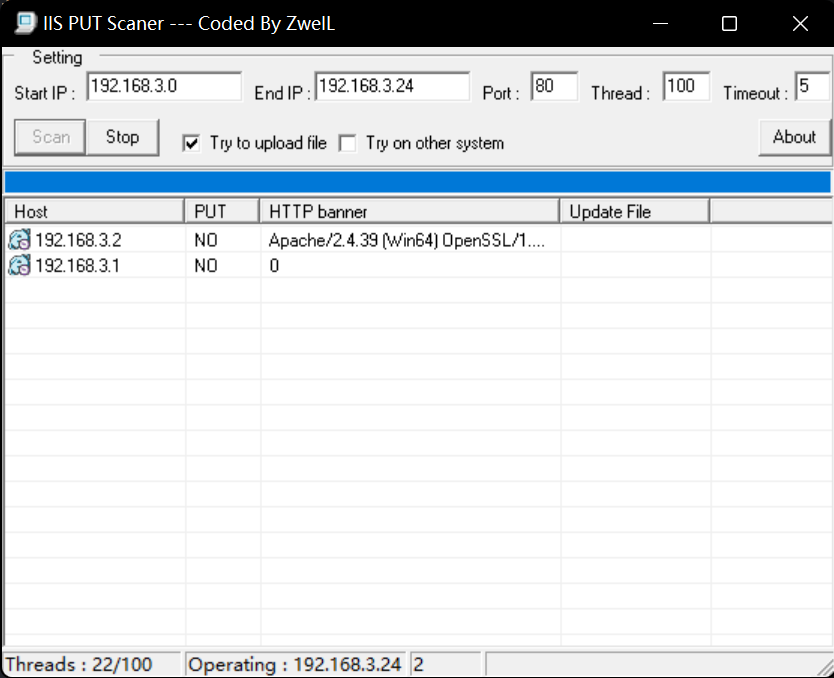 IIS PUT Scaner --- Coded By ZwelL
Setting
Start IP : 192.168.3.0 End IP : 192.168.3.24 Port : 80 Thread : 100 Timeout : 5
Scan Stop Try to upload file Try on other system About
Host PUT HTTP banner Update File
192.168.3.2 NO Apache/2.4.39 (Win64) OpenSSL/1....
192.168.3.1 NO 0
Threads : 22/100 Operating : 192.168.3.24 2